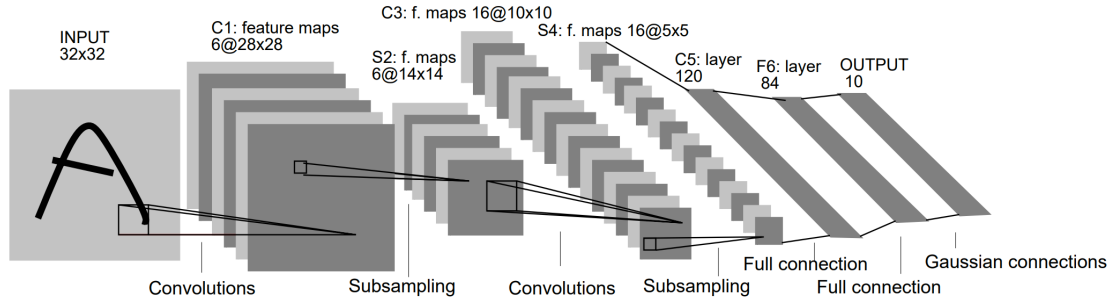 INPUT
32x32
C1: feature maps
6@28x28
S2: f. maps
6@14x14
C3: f. maps 16@10x10
S4: f. maps 16@5x5
C5: layer
120
F6: layer
84
OUTPUT
10
Convolutions
Subsampling
Convolutions
Subsampling
Full connection
Full connection
Gaussian connections